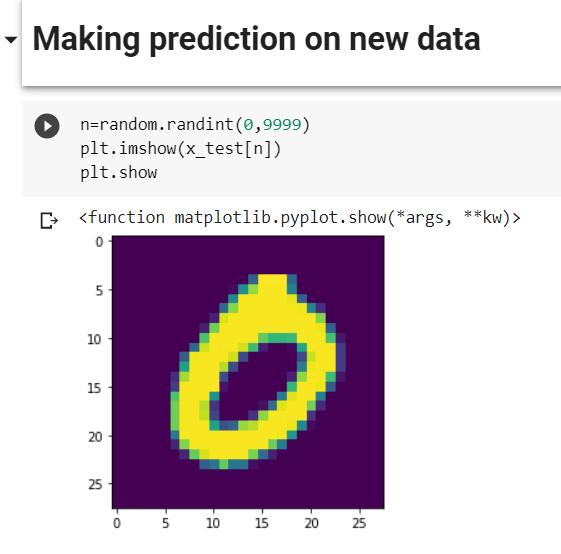 Making prediction on new data
n=random.randint(0,9999)
plt.imshow(x_test[n])
plt.show
<function matplotlib.pyplot.show(*args, **kw)>
0
5
10
15
20
25
0 5 10 15 20 25